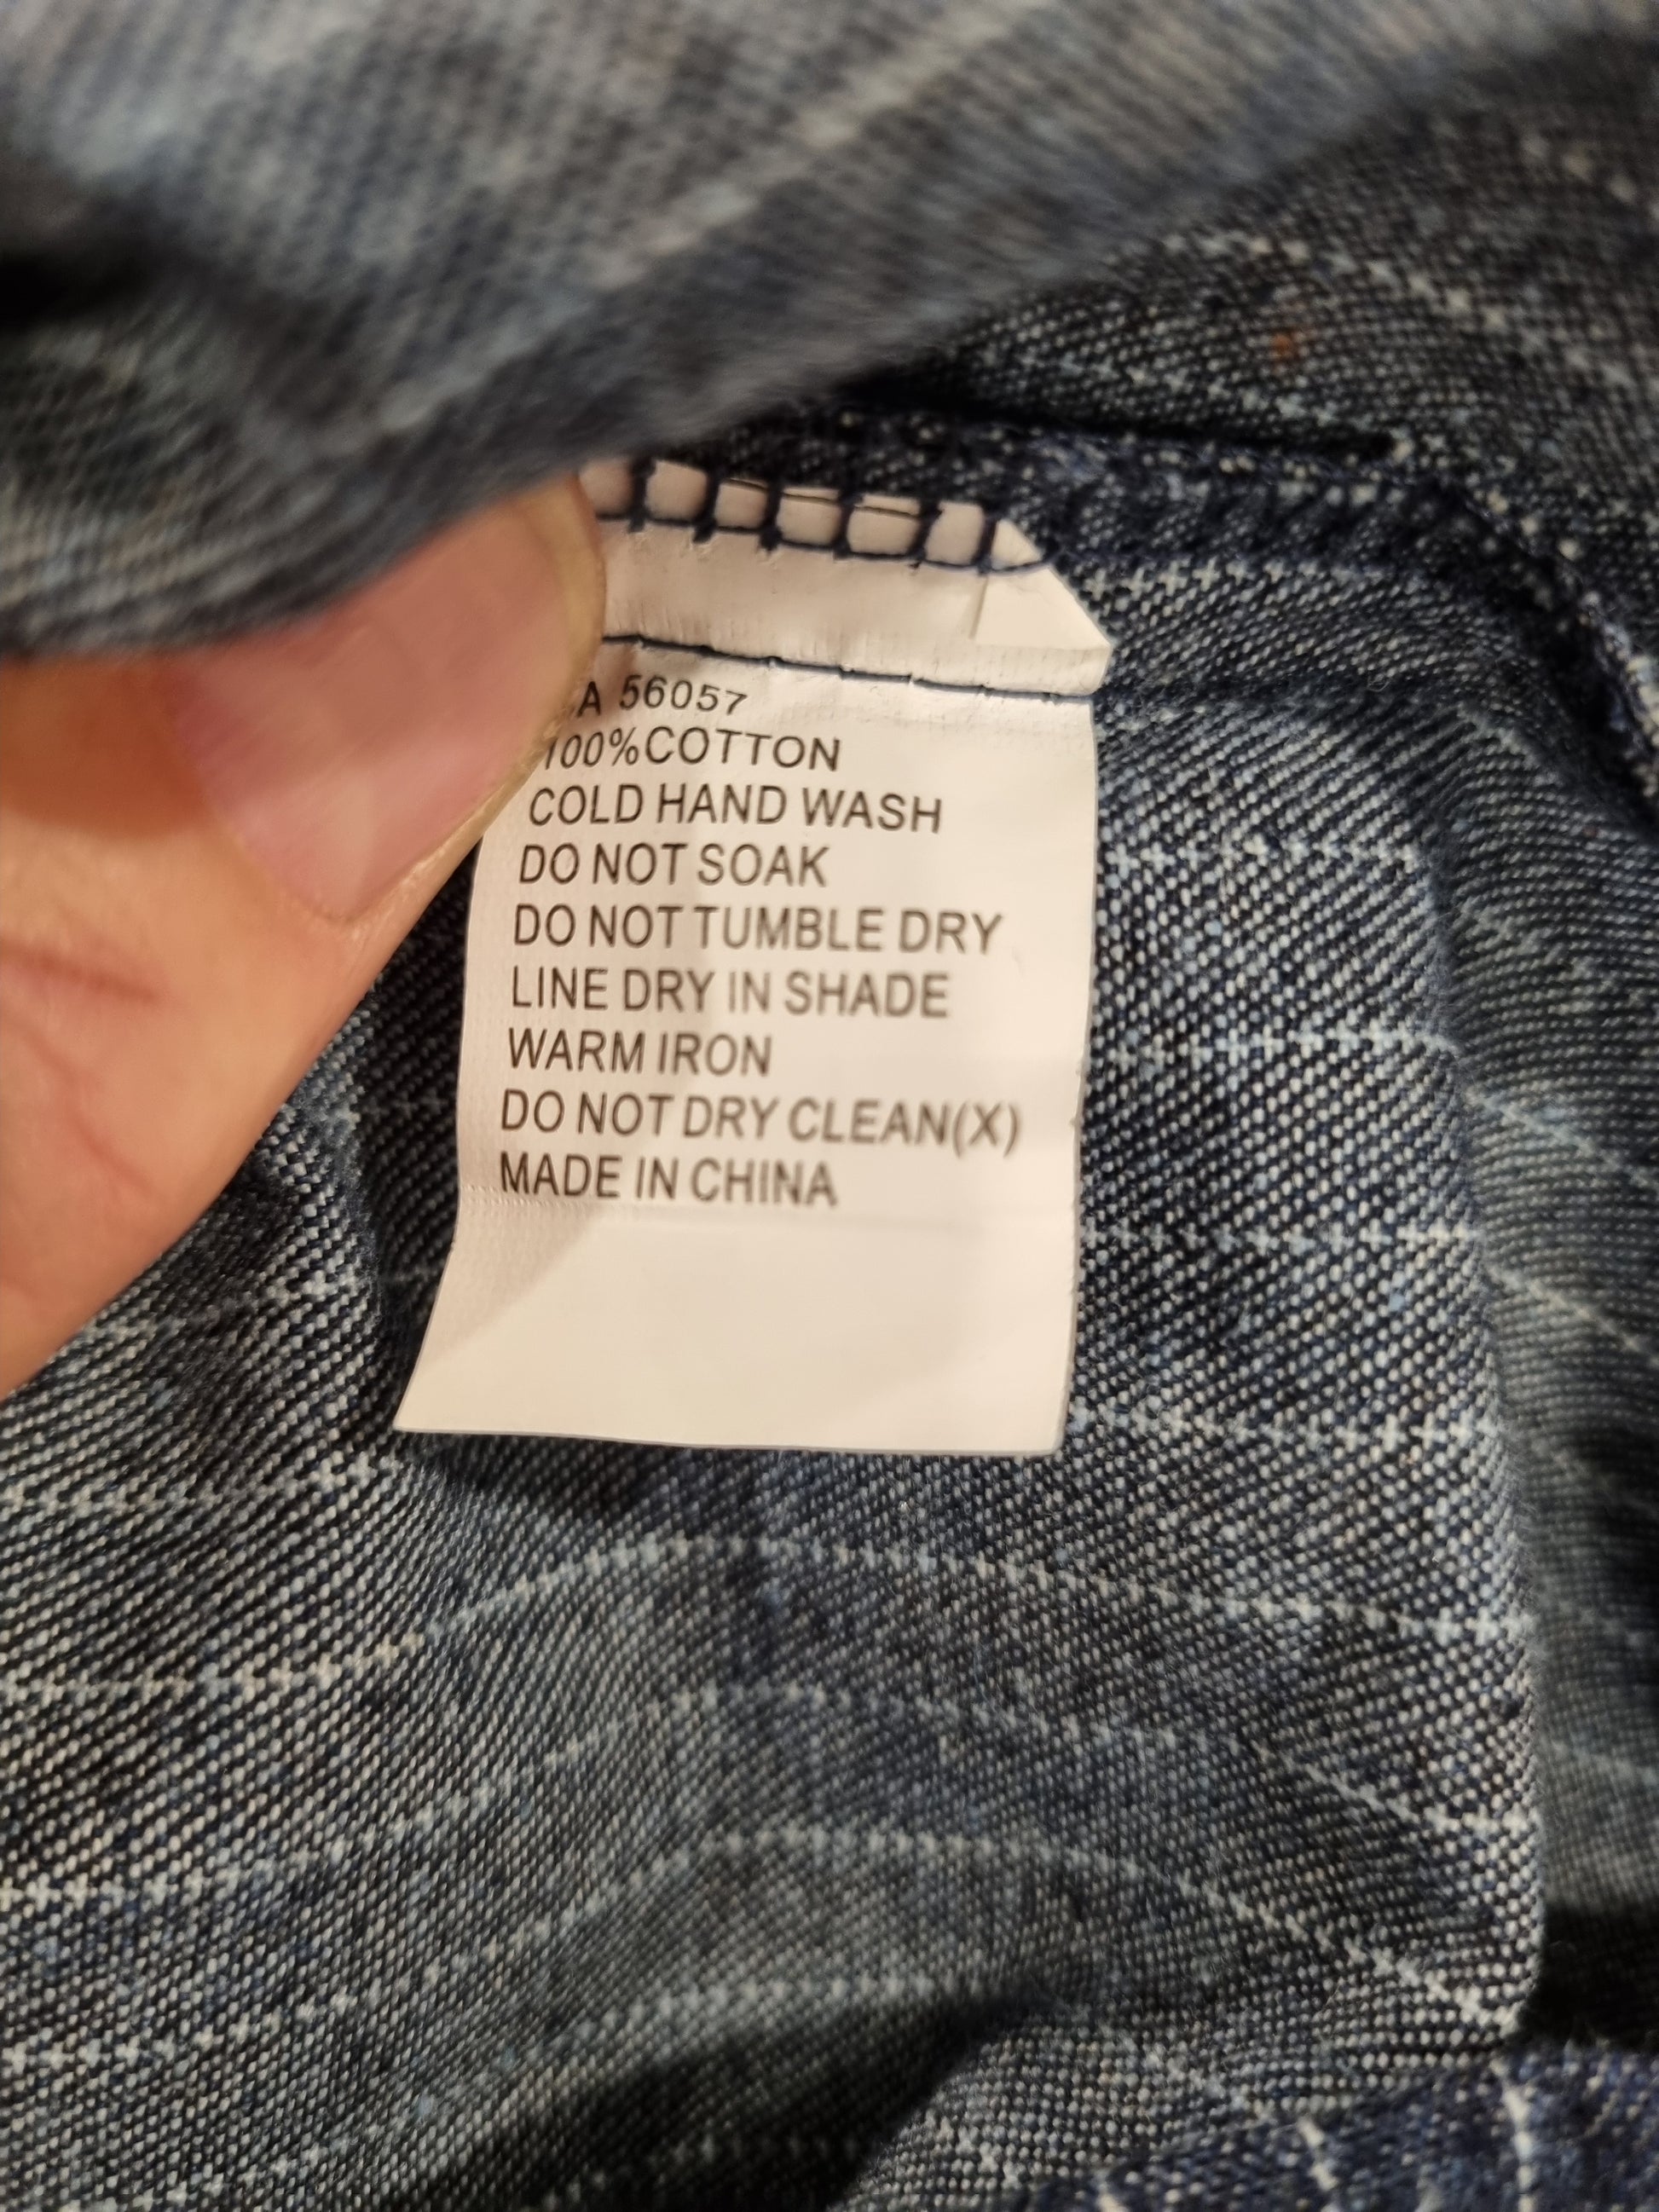 A 56057
100%COTTON
COLD HAND WASH
DO NOT SOAK
DO NOT TUMBLE DRY
LINE DRY IN SHADE
WARM IRON
DO NOT DRY CLEAN(X)
MADE IN CHINA